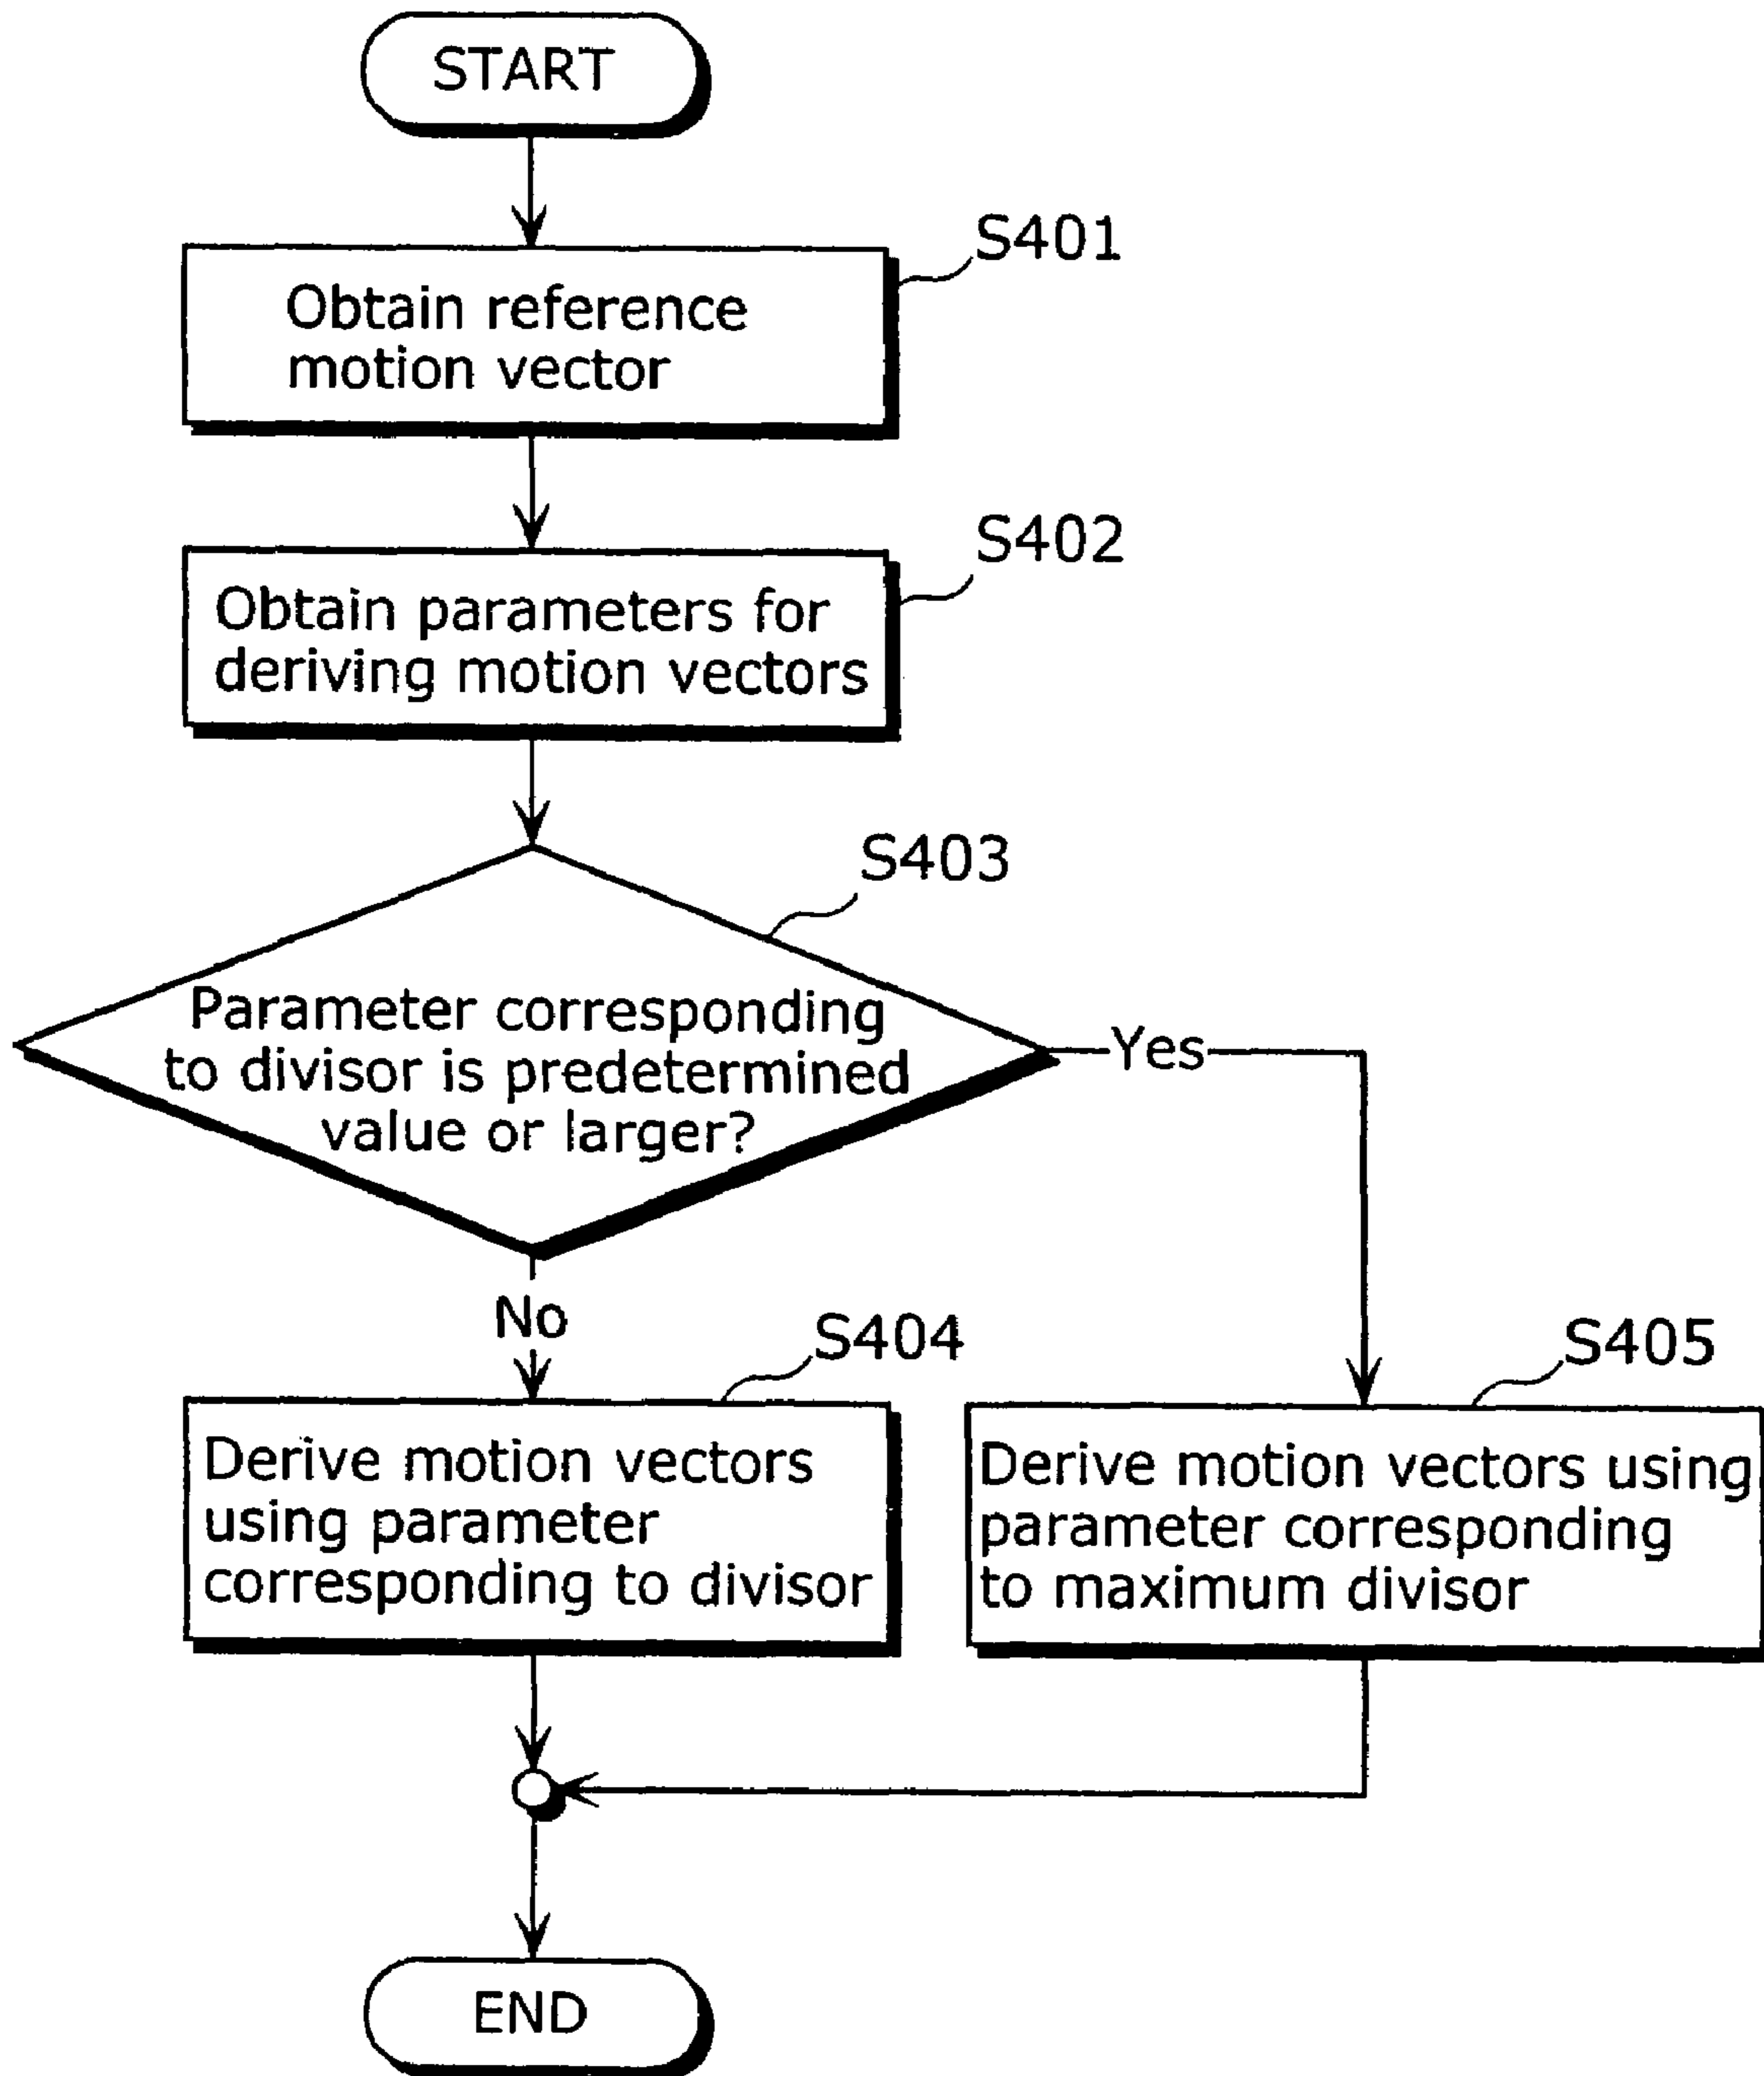 START
S401
Obtain reference
motion vector
S402
Obtain parameters for
deriving motion vectors
S403
Parameter corresponding
to divisor is predetermined
value or larger?
Yes
No
S404
Derive motion vectors
using parameter
corresponding to divisor
S405
Derive motion vectors using
parameter corresponding
to maximum divisor
END